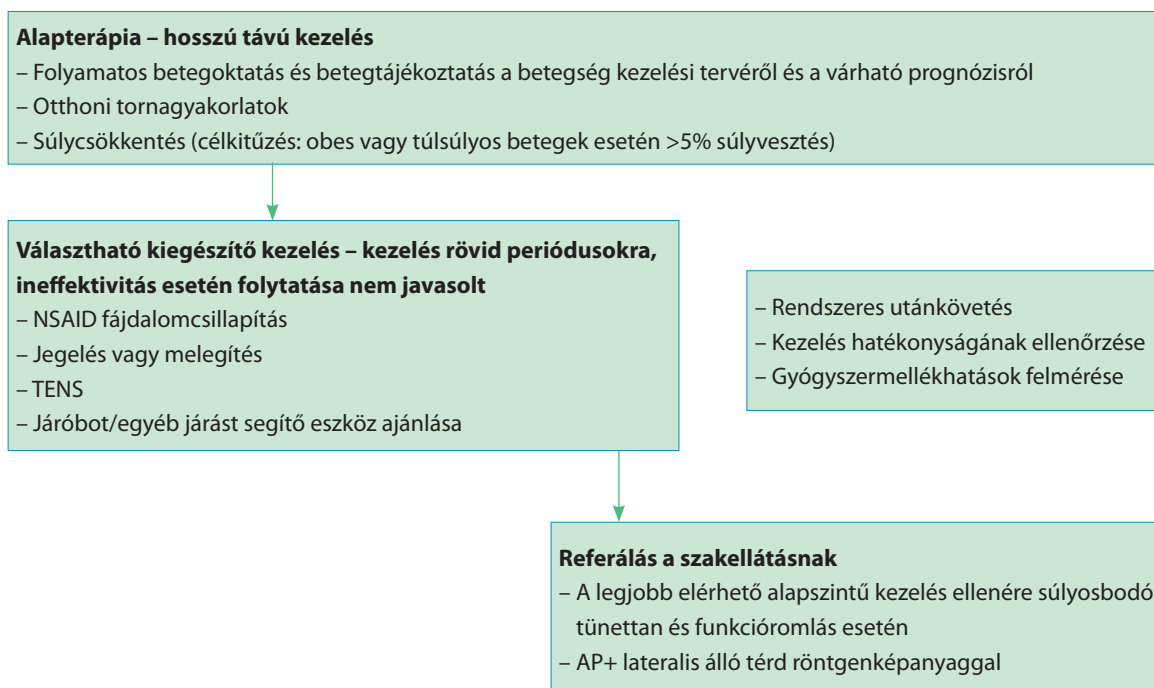 Alapterápia – hosszú távú kezelés
– Folyamatos betegoktatás és betegtájékoztatás a betegség kezelési tervéről és a várható prognózisról
– Otthoni tornagyakorlatok
– Súlycsökkentés (célkitűzés: obes vagy túlsúlyos betegek esetén >5% súlyvesztés)
Választható kiegészítő kezelés – kezelés rövid periódusokra,
ineffektivitás esetén folytatása nem javasolt
– NSAID fájdalomcsillapítás
– Jegelés vagy melegítés
– TENS
– Járóbot/egyéb járást segítő eszköz ajánlása
– Rendszeres utánkövetés
– Kezelés hatékonyságának ellenőrzése
– Gyógyszermellékhatások felmérése
Referálás a szakellátásnak
– A legjobb elérhető alapszintű kezelés ellenére súlyosbodó
tünettan és funkcióromlás esetén
– AP+ lateralis álló térd röntgenképanyaggal